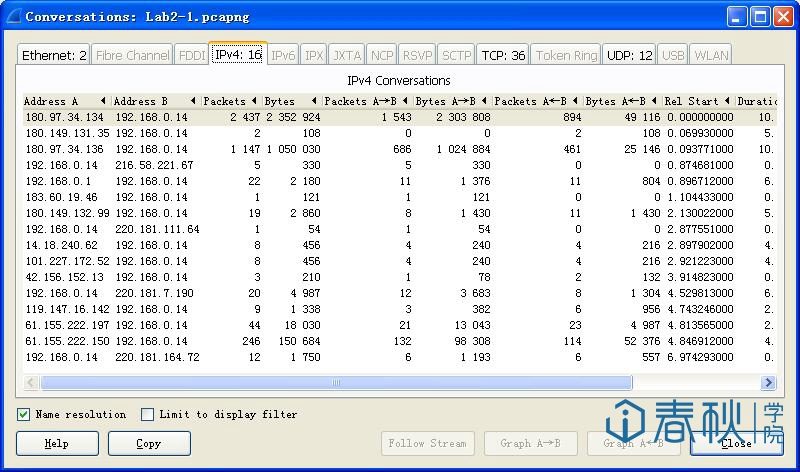 Conversations: Lab2-1.pcapng
Ethernet: 2 Fibre Channel FDDI IPv4: 16 IPv6 IPX JXTA NCP RSVP SCTP TCP: 36 Token Ring UDP: 12 USB WLAN
IPv4 Conversations
Address A Address B Packets Bytes Packets A→B Bytes A→B Packets A←B Bytes A←B Rel Start Duratio
180.97.34.134 192.168.0.14 2 437 2 352 924 1 543 2 303 808 894 49 116 0.000000000 10.
180.149.131.35 192.168.0.14 2 108 0 0 2 108 0.069930000 5.
180.97.34.136 192.168.0.14 1 147 1 050 030 686 1 024 884 461 25 146 0.093771000 10.
192.168.0.14 216.58.221.67 5 330 5 330 0 0 0.874681000 0.
192.168.0.1 192.168.0.14 22 2 180 11 1 376 11 804 0.896712000 6.
183.60.19.46 192.168.0.14 1 121 1 121 0 0 1.104433000 0.
180.149.132.99 192.168.0.14 19 2 860 8 1 430 11 1 430 2.130022000 5.
192.168.0.14 220.181.111.64 1 54 1 54 0 0 2.877551000 0.
14.18.240.62 192.168.0.14 8 456 4 240 4 216 2.897902000 4.
101.227.172.52 192.168.0.14 8 456 4 240 4 216 2.921223000 4.
42.156.152.13 192.168.0.14 3 210 1 78 2 132 3.914823000 0.
192.168.0.14 220.181.7.190 20 4 987 12 3 683 8 1 304 4.529813000 6.
119.147.16.142 192.168.0.14 9 1 338 3 382 6 956 4.743246000 2.
61.155.222.197 192.168.0.14 44 18 030 21 13 043 23 4 987 4.813565000 2.
61.155.222.150 192.168.0.14 246 150 684 132 98 308 114 52 376 4.846912000 4.
192.168.0.14 220.181.164.72 12 1 750 6 1 193 6 557 6.974293000 0.
Name resolution Limit to display filter
Help Copy Follow Stream Graph A→B Graph A←B Close
春秋学院